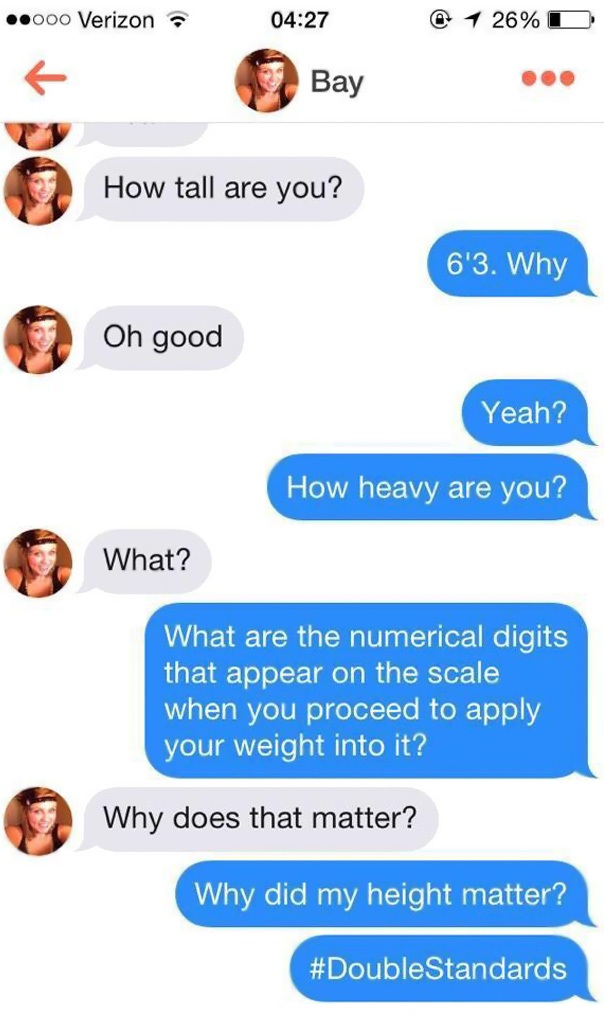 Verizon 04:27 26%
Bay
How tall are you?
6'3. Why
Oh good
Yeah?
How heavy are you?
What?
What are the numerical digits
that appear on the scale
when you proceed to apply
your weight into it?
Why does that matter?
Why did my height matter?
#DoubleStandards